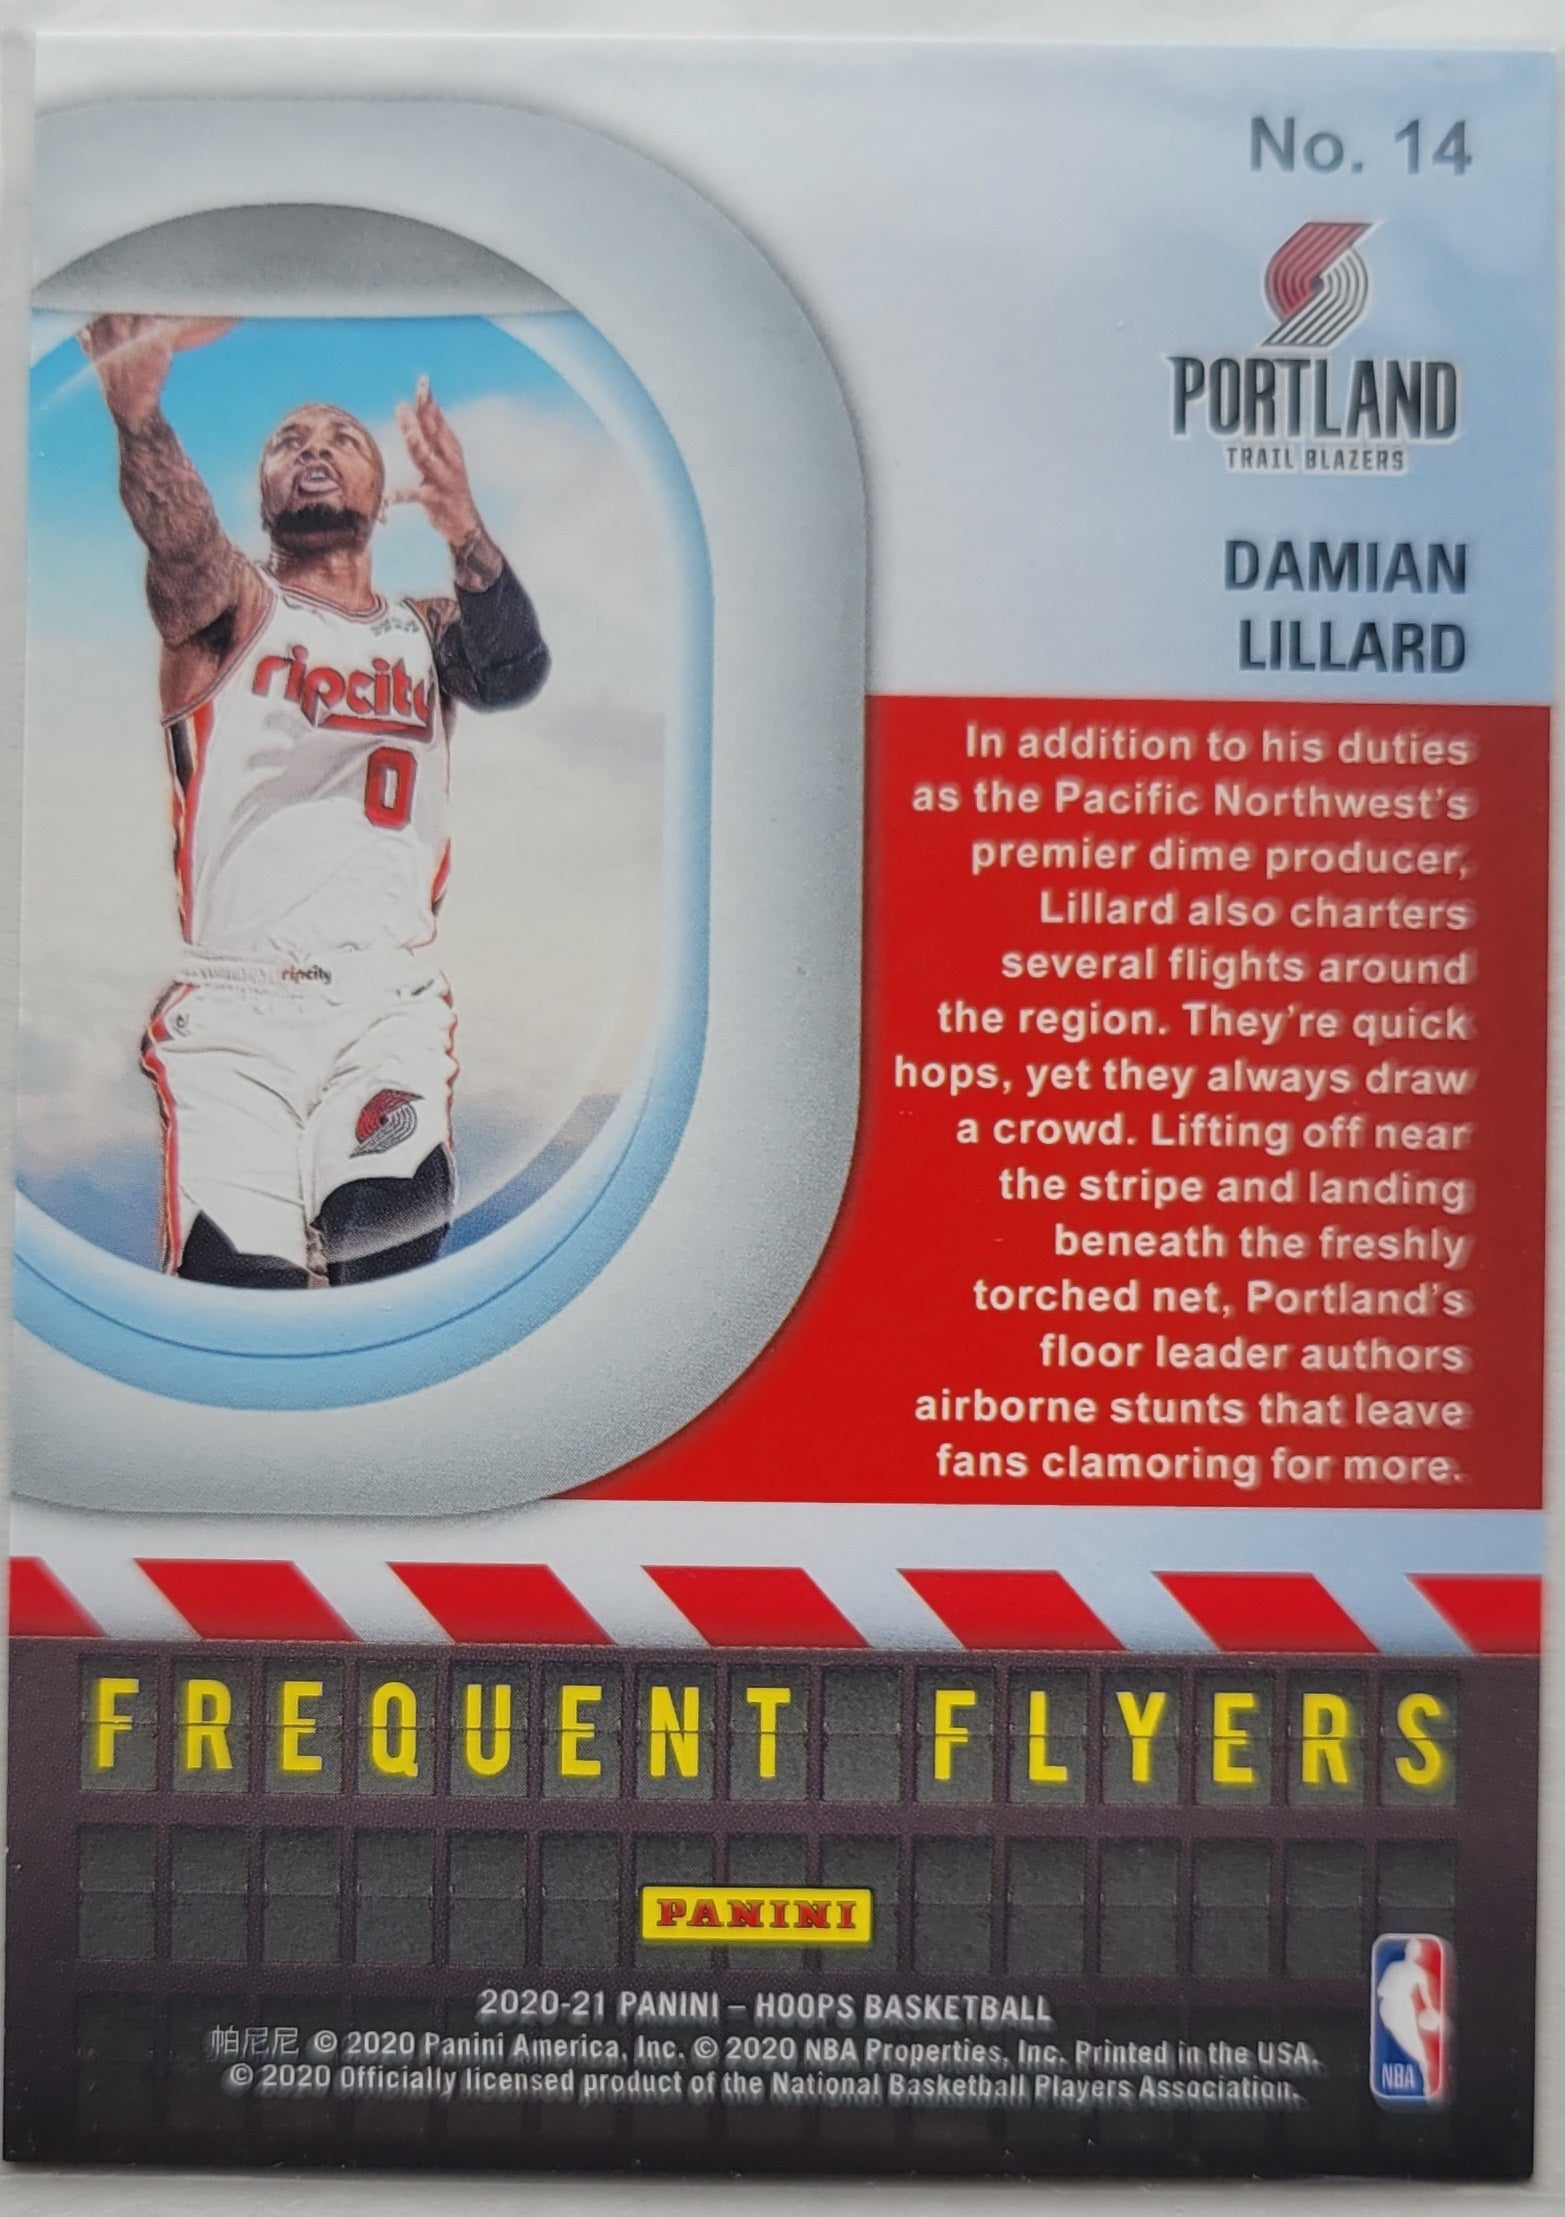 No. 14
PORTLAND
TRAIL BLAZERS
DAMIAN
LILLARD
ripcity
0
ripcity
In addition to his duties
as the Pacific Northwest's
premier dime producer,
Lillard also charters
several flights around
the region. They're quick
hops, yet they always draw
a crowd. Lifting off near
the stripe and landing
beneath the freshly
torched net, Portland's
floor leader authors
airborne stunts that leave
fans clamoring for more.
FREQUENT FLYERS
PANINI
2020-21 PANINI – HOOPS BASKETBALL
帕尼尼 © 2020 Panini America, Inc. © 2020 NBA Properties, Inc. Printed in the USA.
© 2020 Officially licensed product of the National Basketball Players Association.
NBA